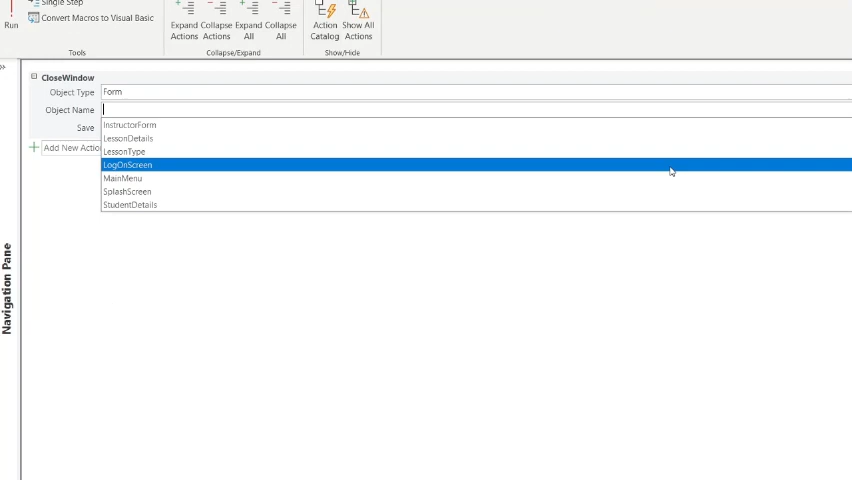 Single Step
Run
Convert Macros to Visual Basic
Expand Collapse Expand Collapse
Actions Actions All All
Action Show All
Catalog Actions
Tools
Collapse/Expand
Show/Hide
CloseWindow
Object Type Form
Object Name
Save
InstructorForm
LessonDetails
Add New Actio
LessonType
LogOnScreen
MainMenu
SplashScreen
StudentDetails
Navigation Pane